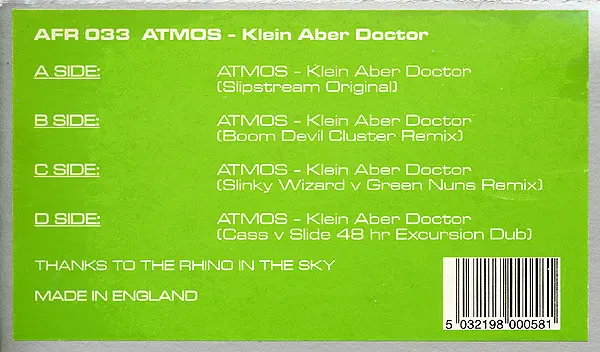 AFR 033 ATMOS - Klein Aber Doctor
A SIDE: ATMOS - Klein Aber Doctor
(Slipstream Original)
B SIDE: ATMOS - Klein Aber Doctor
(Boom Devil Cluster Remix)
C SIDE: ATMOS - Klein Aber Doctor
(Slinky Wizard v Green Nuns Remix)
D SIDE: ATMOS - Klein Aber Doctor
(Cass v Slide 48 hr Excursion Dub)
THANKS TO THE RHINO IN THE SKY
MADE IN ENGLAND
5 032198 000581